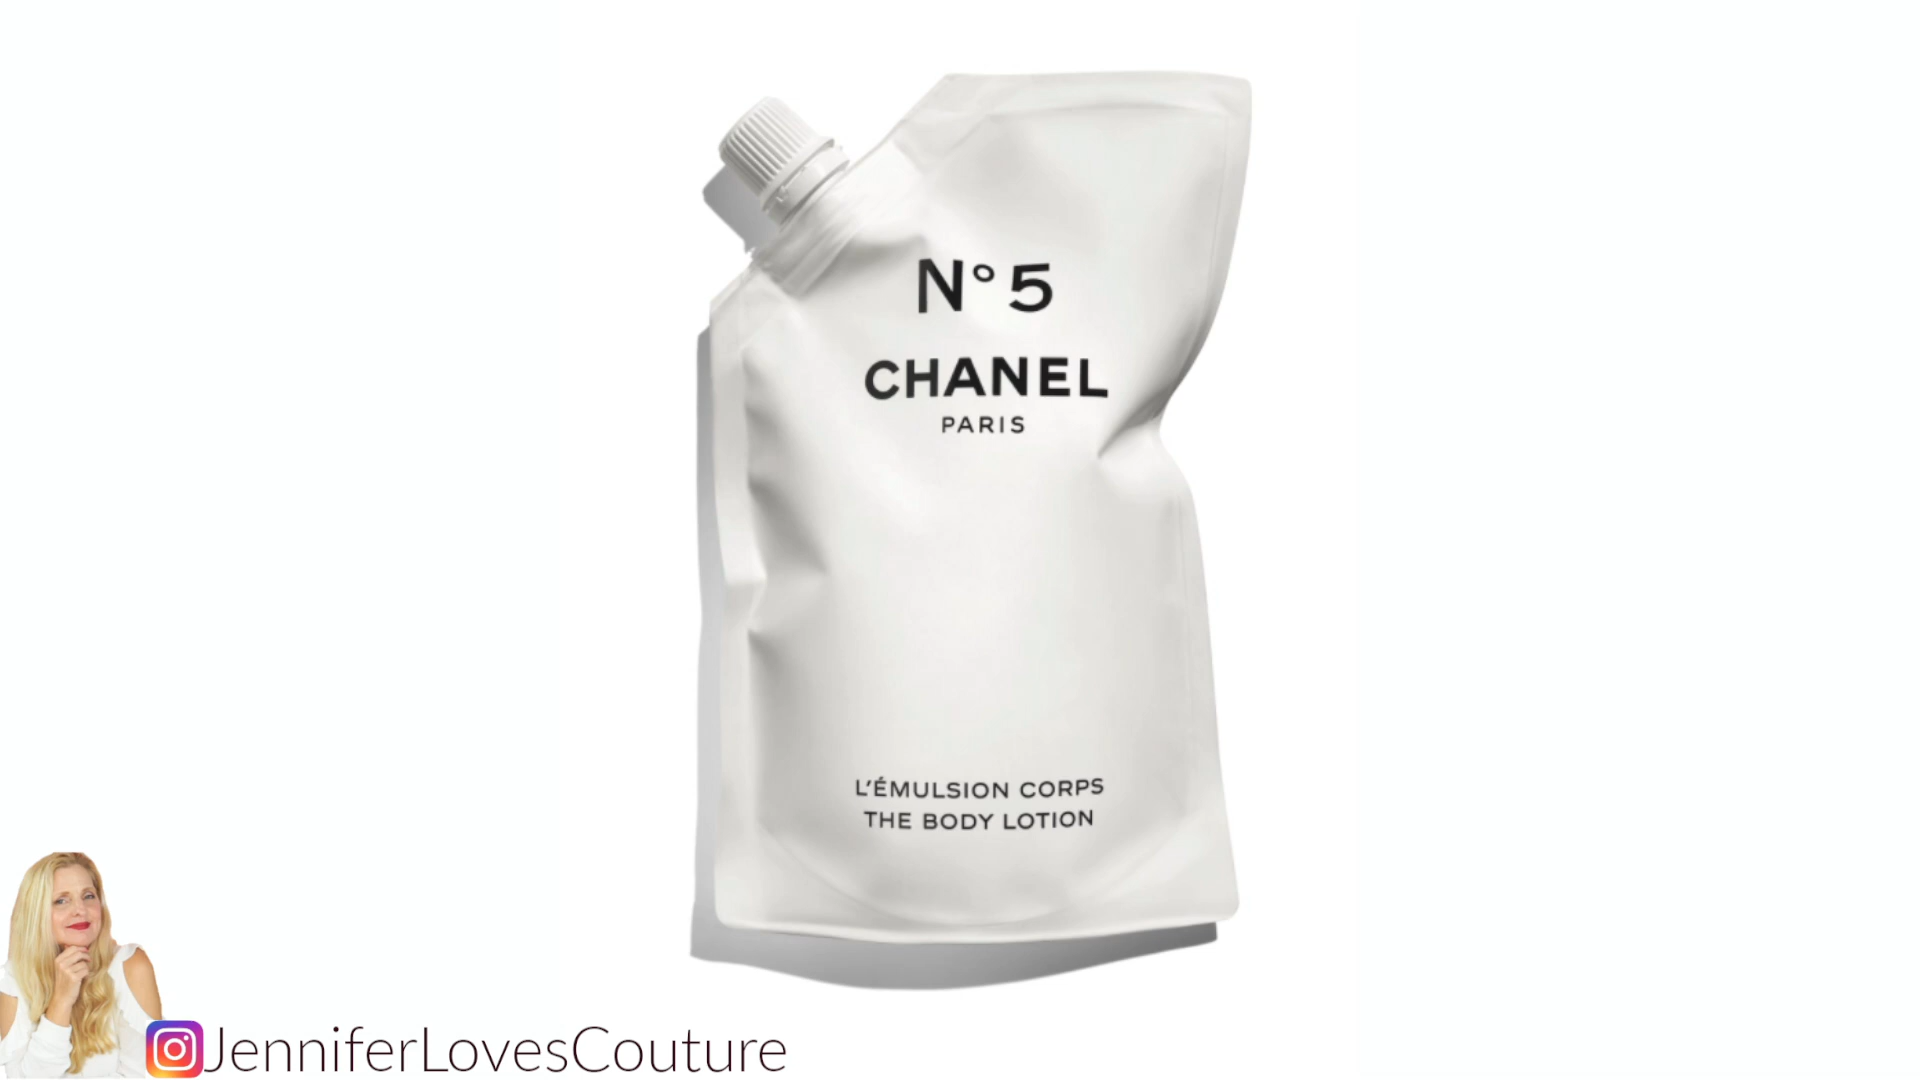 N° 5
CHANEL
PARIS
L'ÉMULSION CORPS
THE BODY LOTION
JenniferLovesCouture